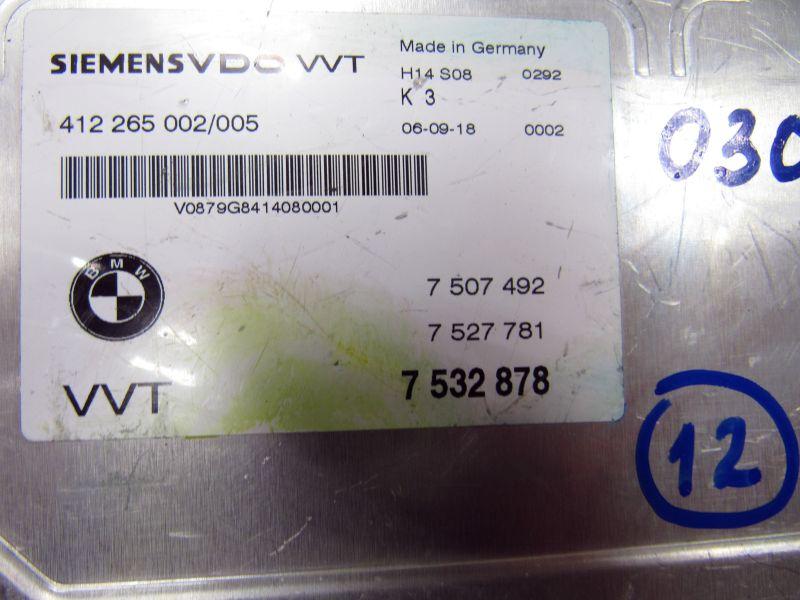 SIEMENSVDO VVT
Made in Germany
H14 S08 0292
K 3
412 265 002/005
06-09-18 0002
V0879G8414080001
BMW
7 507 492
7 527 781
VVT
7 532 878
030
12